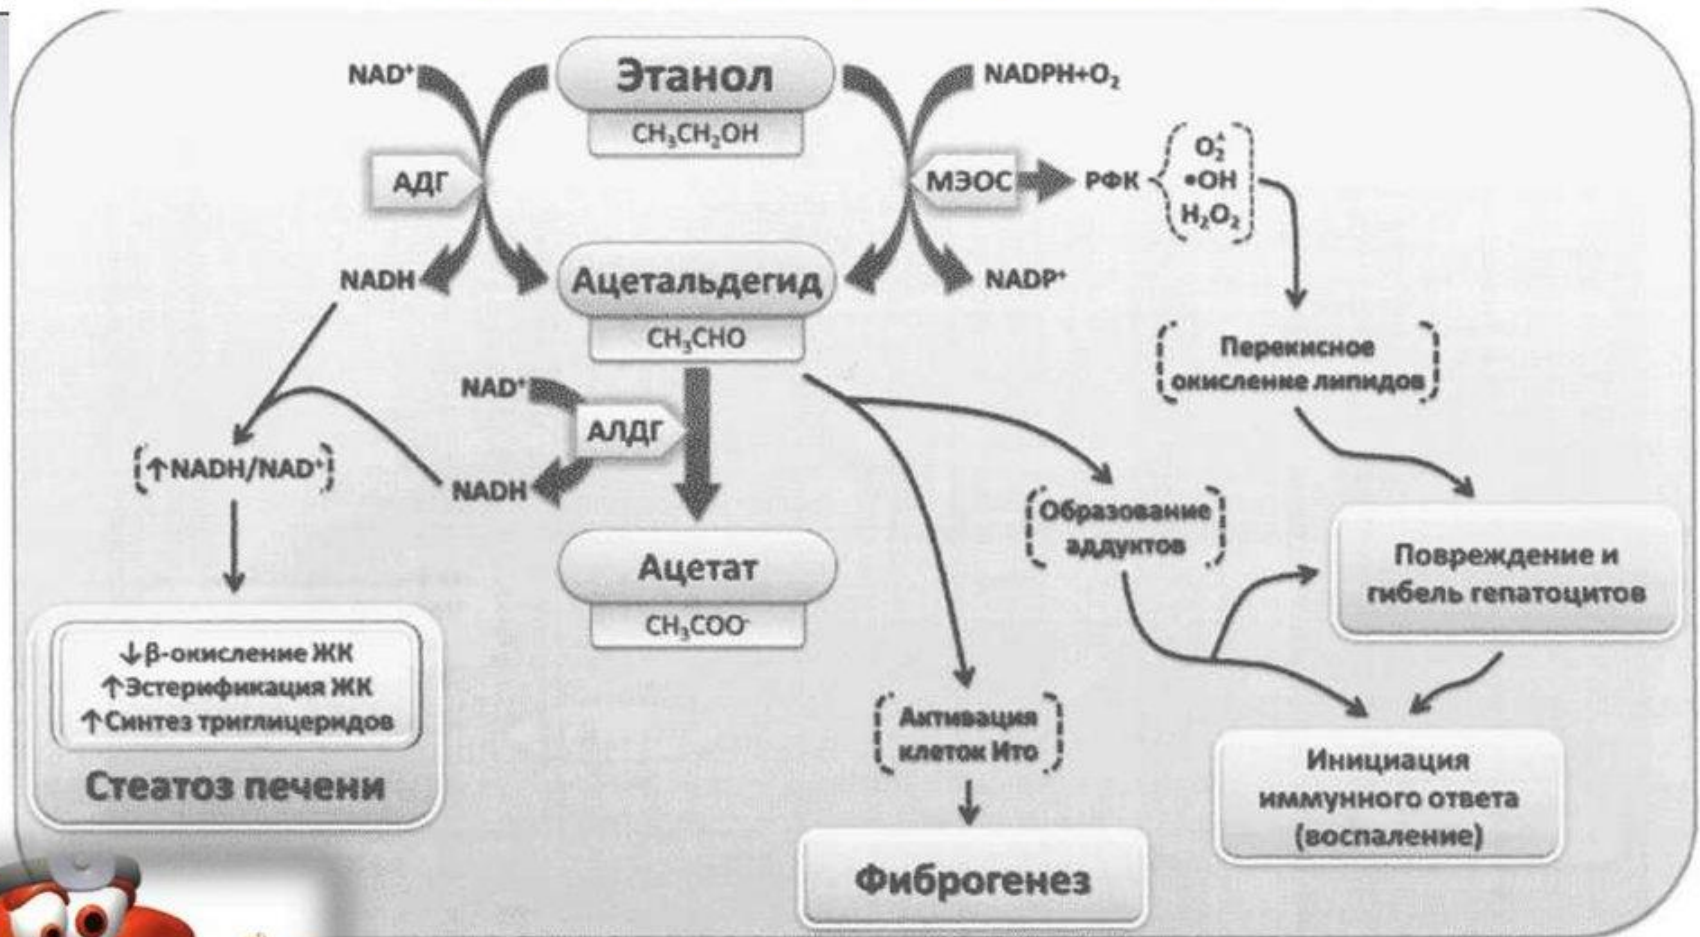 Этанол
CH₃CH₂OH
NAD⁺
NADPH+O₂
АДГ
МЭОС
РФК
O₂•
•OH
H₂O₂
NADH
Ацетальдегид
CH₃CHO
NADP⁺
Перекисное
окисление липидов
NAD⁺
АЛДГ
NADH
↑NADH/NAD⁺
Ацетат
CH₃COO⁻
Образование
аддуктов
Повреждение и
гибель гепатоцитов
↓β-окисление ЖК
↑Эстерификация ЖК
↑Синтез триглицеридов
Стеатоз печени
Активация
клеток Ито
Фиброгенез
Инициация
иммунного ответа
(воспаление)